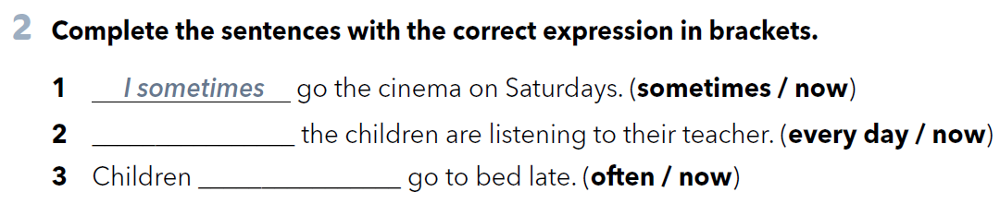 2 Complete the sentences with the correct expression in brackets.
1 I sometimes go the cinema on Saturdays. (sometimes / now)
2 ________________ the children are listening to their teacher. (every day / now)
3 Children ________________ go to bed late. (often / now)